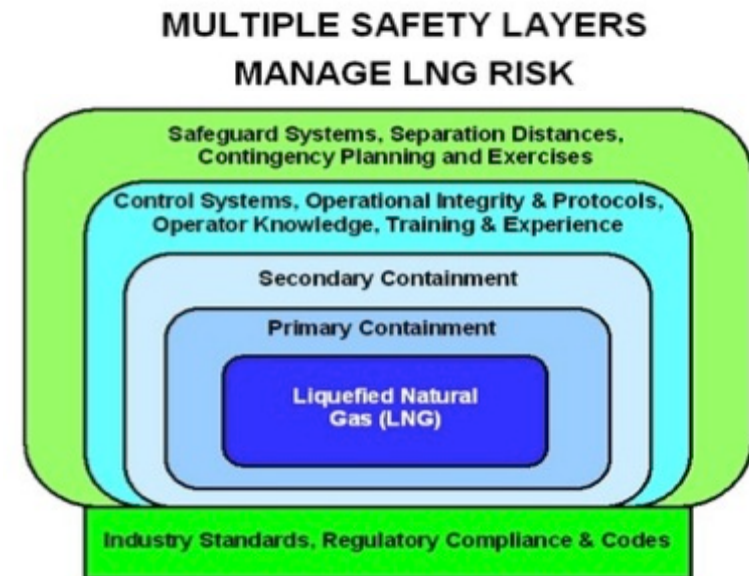 MULTIPLE SAFETY LAYERS
MANAGE LNG RISK
Safeguard Systems, Separation Distances,
Contingency Planning and Exercises
Control Systems, Operational Integrity & Protocols,
Operator Knowledge, Training & Experience
Secondary Containment
Primary Containment
Liquefied Natural
Gas (LNG)
Industry Standards, Regulatory Compliance & Codes